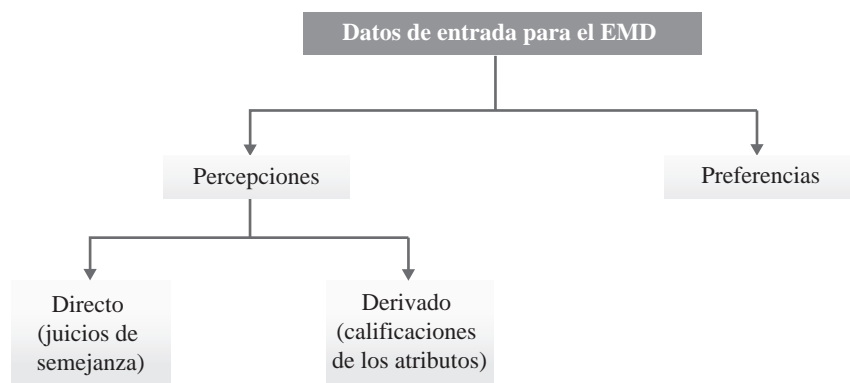 Datos de entrada para el EMD
Percepciones
Preferencias
Directo
(juicios de
semejanza)
Derivado
(calificaciones
de los atributos)